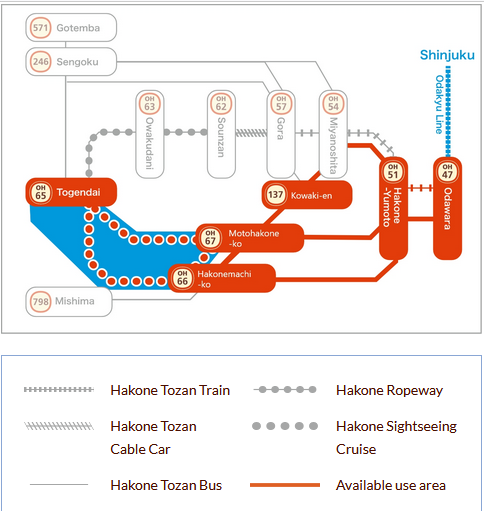 571 Gotemba
246 Sengoku
Shinjuku
Odakyu Line
OH 63 Owakudani
OH 62 Sounzan
OH 57 Gora
OH 54 Miyanoshita
OH 65 Togendai
137 Kowaki-en
OH 51 Hakone
-Yumoto
OH 47 Odawara
OH 67 Motohakone
-ko
OH 66 Hakonemachi
-ko
798 Mishima
Hakone Tozan Train
Hakone Ropeway
Hakone Tozan
Cable Car
Hakone Sightseeing
Cruise
Hakone Tozan Bus
Available use area